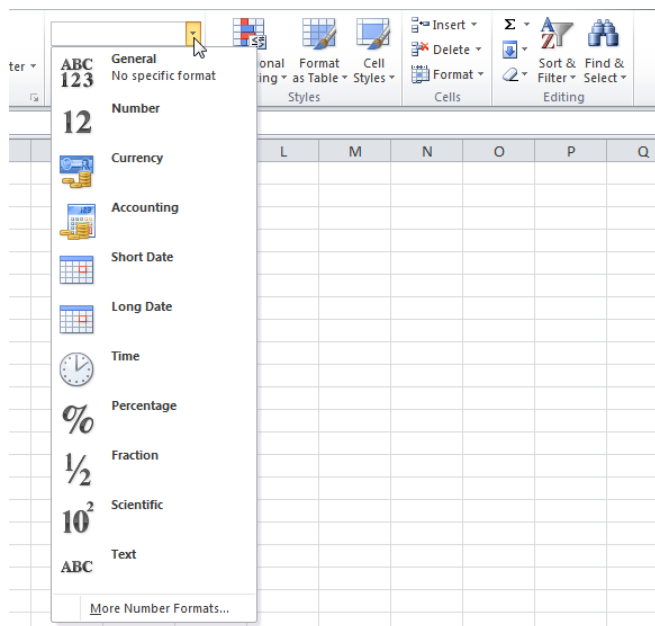 ter
General
No specific format
Number
Currency
Accounting
Short Date
Long Date
Time
Percentage
Fraction
Scientific
Text
More Number Formats...
ABC
123
12
%
1/2
10²
ABC
onal Format Cell
ing as Table Styles
Styles
Insert
Delete
Format
Cells
Σ
A
Z
Sort & Find &
Filter Select
Editing
L M N O P Q